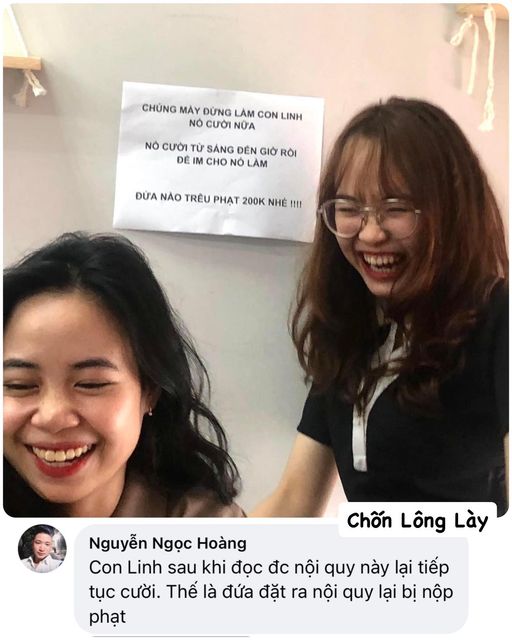 CHÚNG MÀY ĐỪNG LÀM CON LINH
NÓ CƯỜI NỮA
NÓ CƯỜI TỪ SÁNG ĐẾN GIỜ RỒI
ĐỂ IM CHO NÓ LÀM
ĐỨA NÀO TRÊU PHẠT 200K NHÉ !!!!
Chốn Lông Lày
Nguyễn Ngọc Hoàng
Con Linh sau khi đọc đc nội quy này lại tiếp
tục cười. Thế là đứa đặt ra nội quy lại bị nộp
phạt